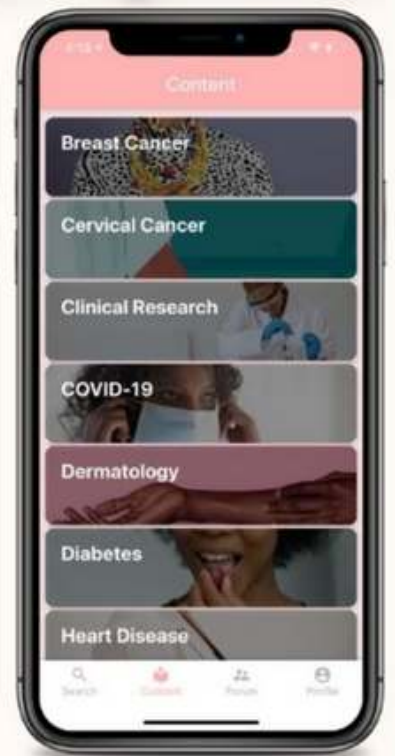 Content
Breast Cancer
Cervical Cancer
Clinical Research
COVID-19
Dermatology
Diabetes
Heart Disease
Search
Content
Forum
Profile